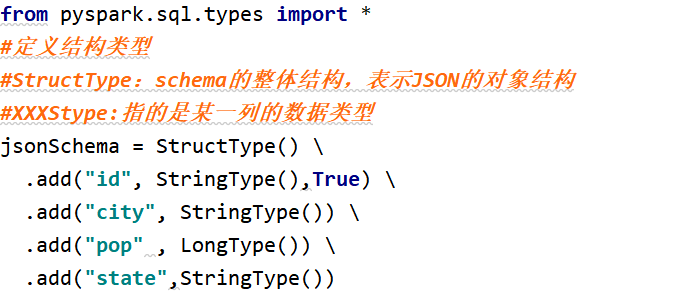 from pyspark.sql.types import *
#定义结构类型
#StructType：schema的整体结构，表示JSON的对象结构
#XXXStype:指的是某一列的数据类型
jsonSchema = StructType() \
  .add("id", StringType(),True) \
  .add("city", StringType()) \
  .add("pop" , LongType()) \
  .add("state",StringType())